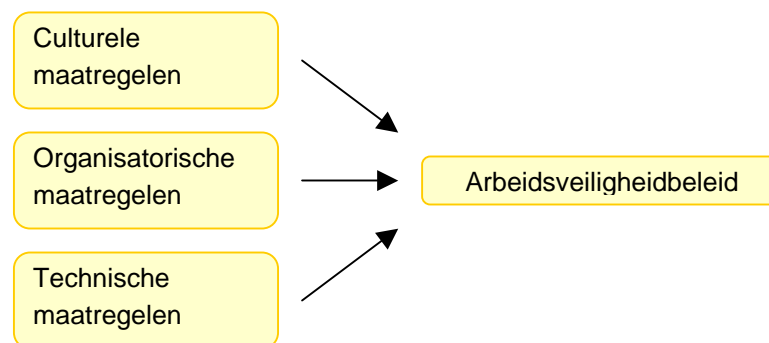 Culturele
maatregelen
Organisatorische
maatregelen
Arbeidsveiligheidbeleid
Technische
maatregelen